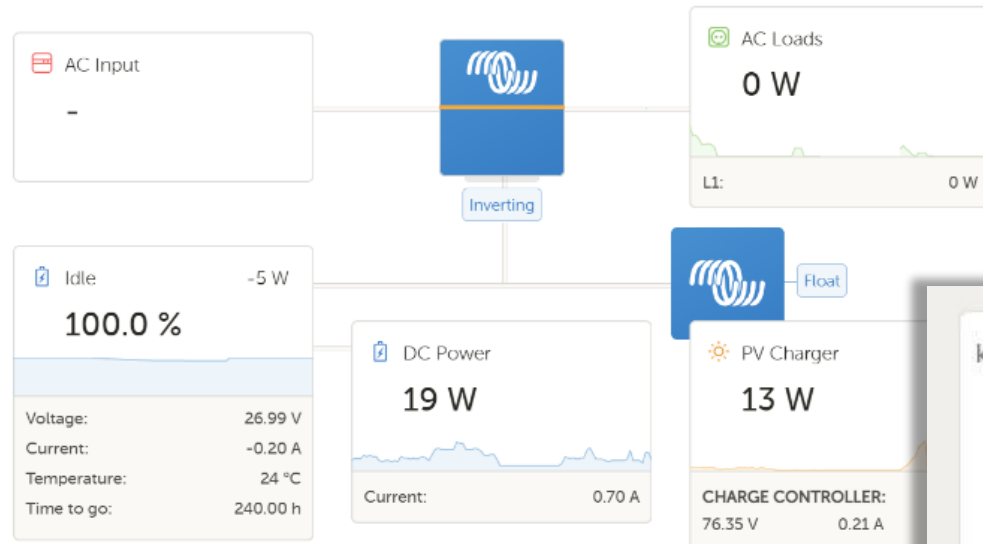 AC Input
-
AC Loads
0 W
L1: 0 W
Inverting
Idle -5 W
100.0 %
Voltage: 26.99 V
Current: -0.20 A
Temperature: 24 °C
Time to go: 240.00 h
DC Power
19 W
Current: 0.70 A
Float
PV Charger
13 W
CHARGE CONTROLLER:
76.35 V 0.21 A